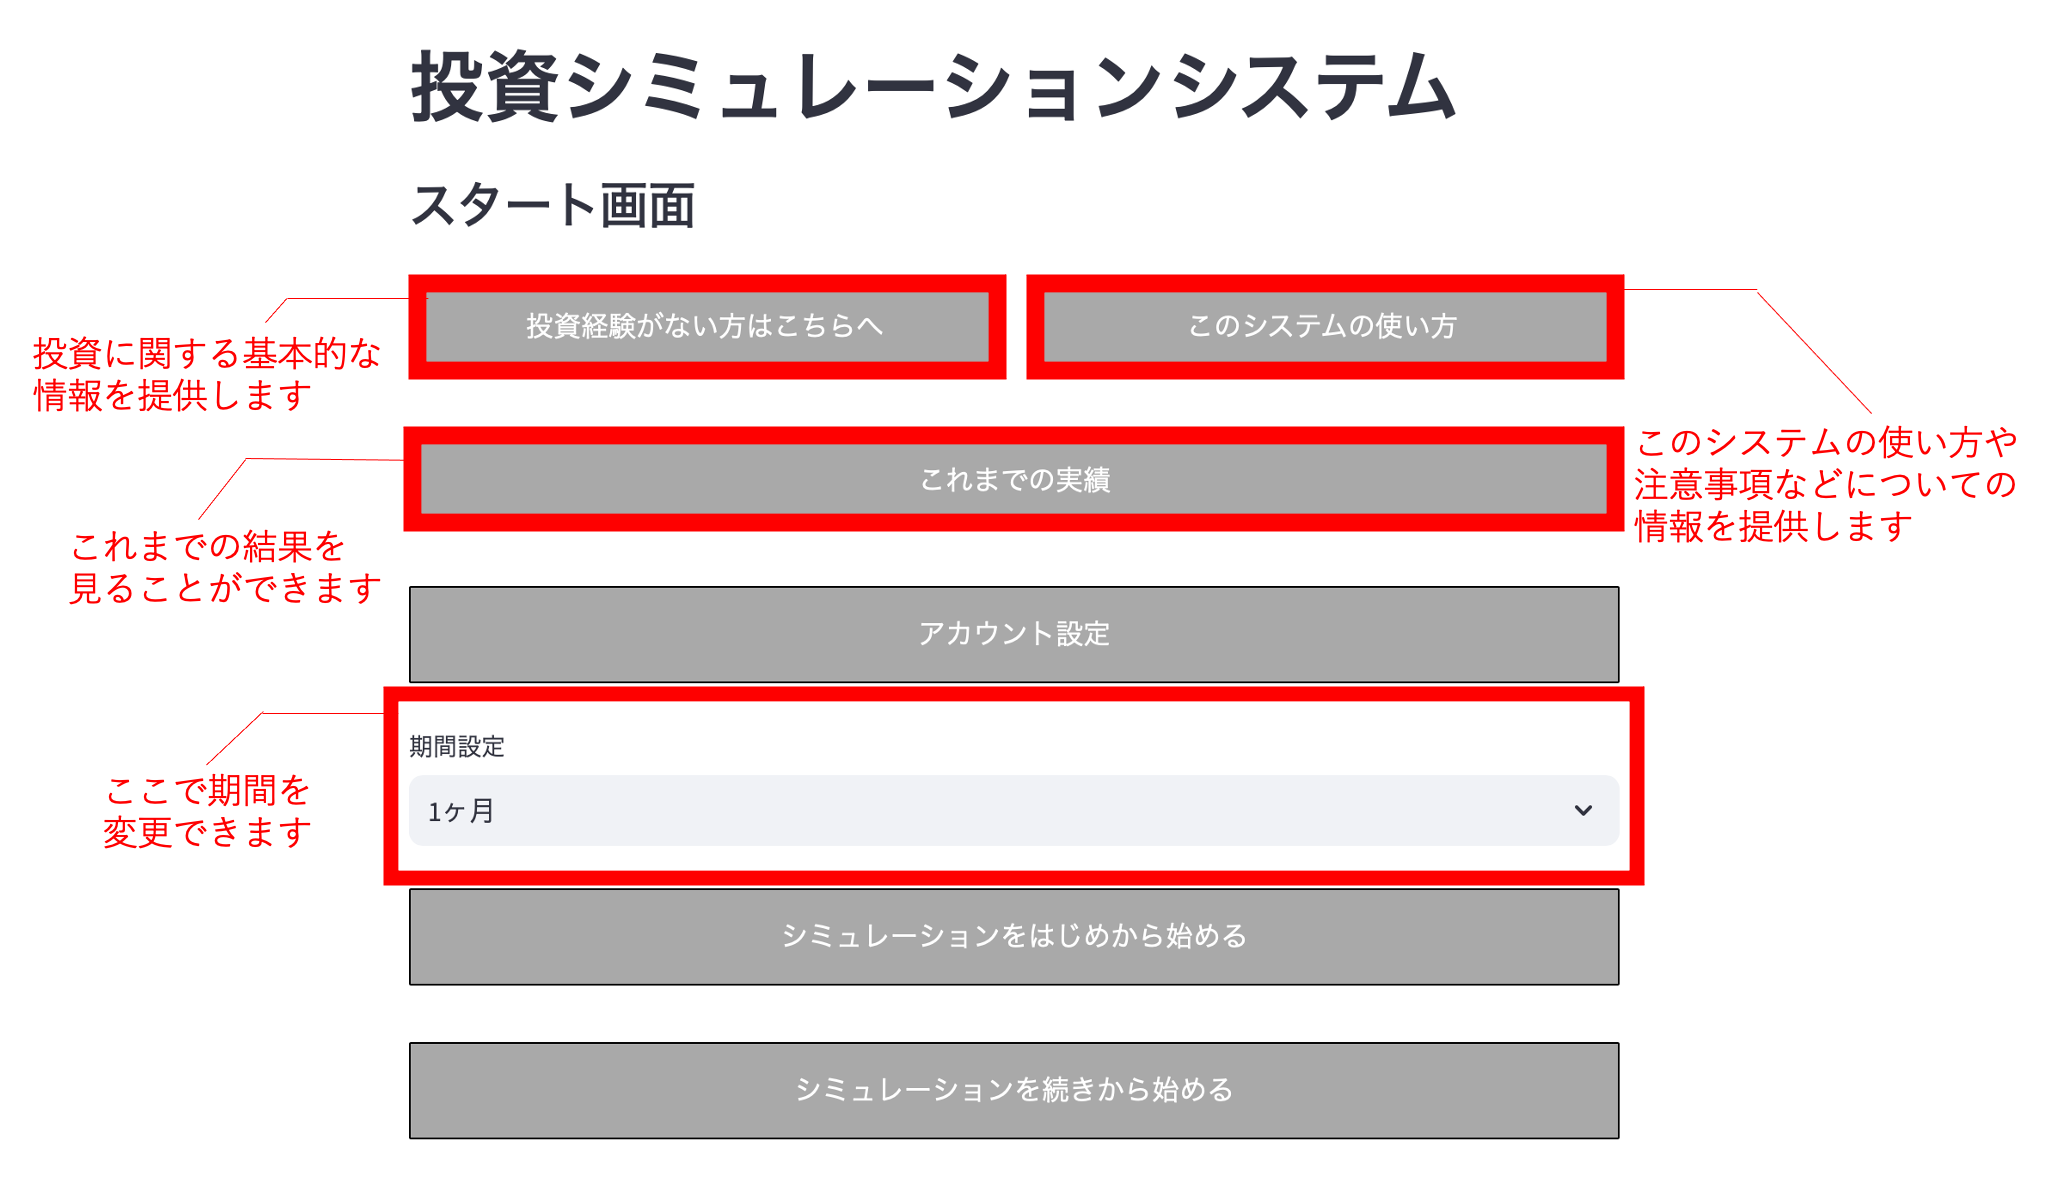 投資シミュレーションシステム
スタート画面
投資経験がない方はこちらへ
このシステムの使い方
投資に関する基本的な
情報を提供します
これまでの実績
このシステムの使い方や
注意事項などについての
情報を提供します
これまでの結果を
見ることができます
アカウント設定
期間設定
1ヶ月
ここで期間を
変更できます
シミュレーションをはじめから始める
シミュレーションを続きから始める